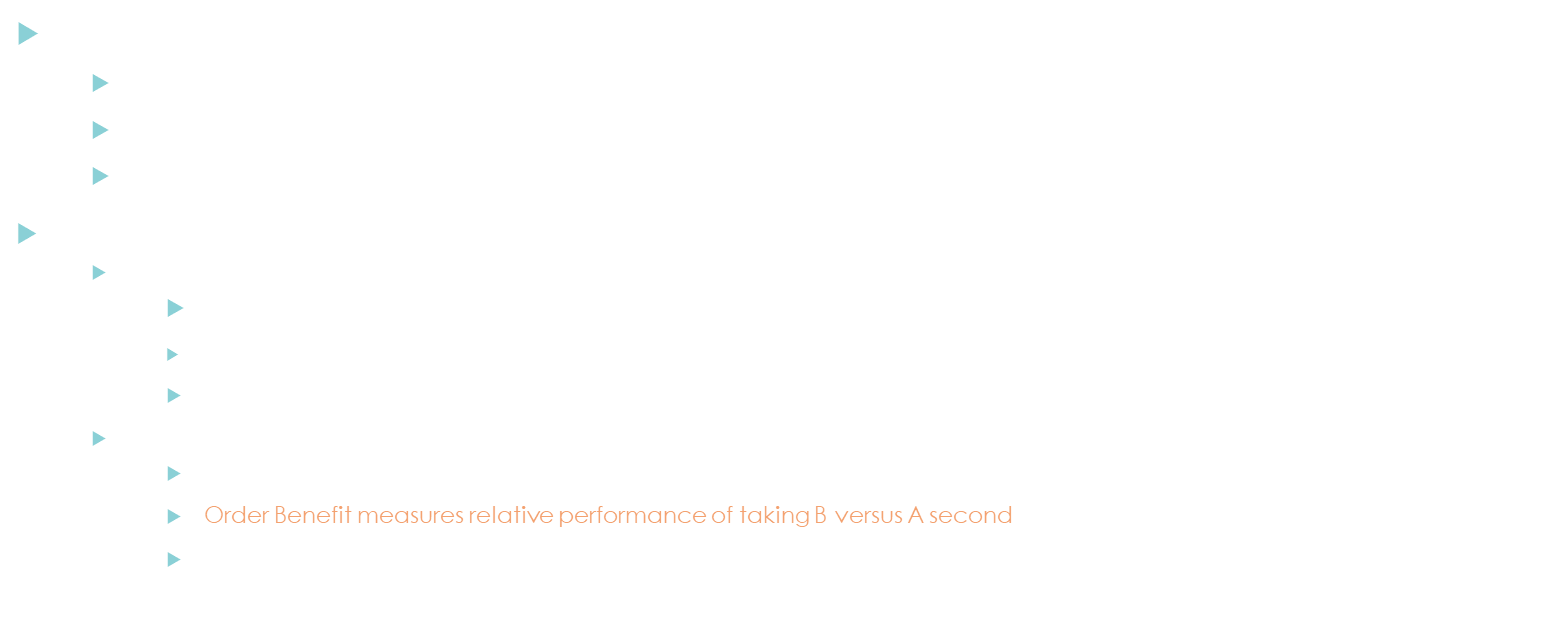 Order Benefit measures relative performance of taking B versus A second